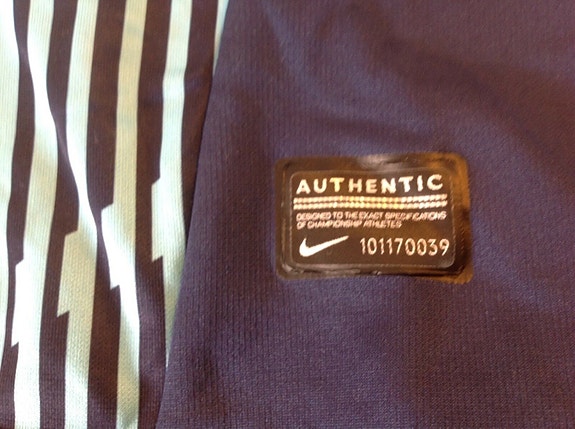 AUTHENTIC
DESIGNED TO THE EXACT SPECIFICATIONS
OF CHAMPIONSHIP ATHLETES
101170039